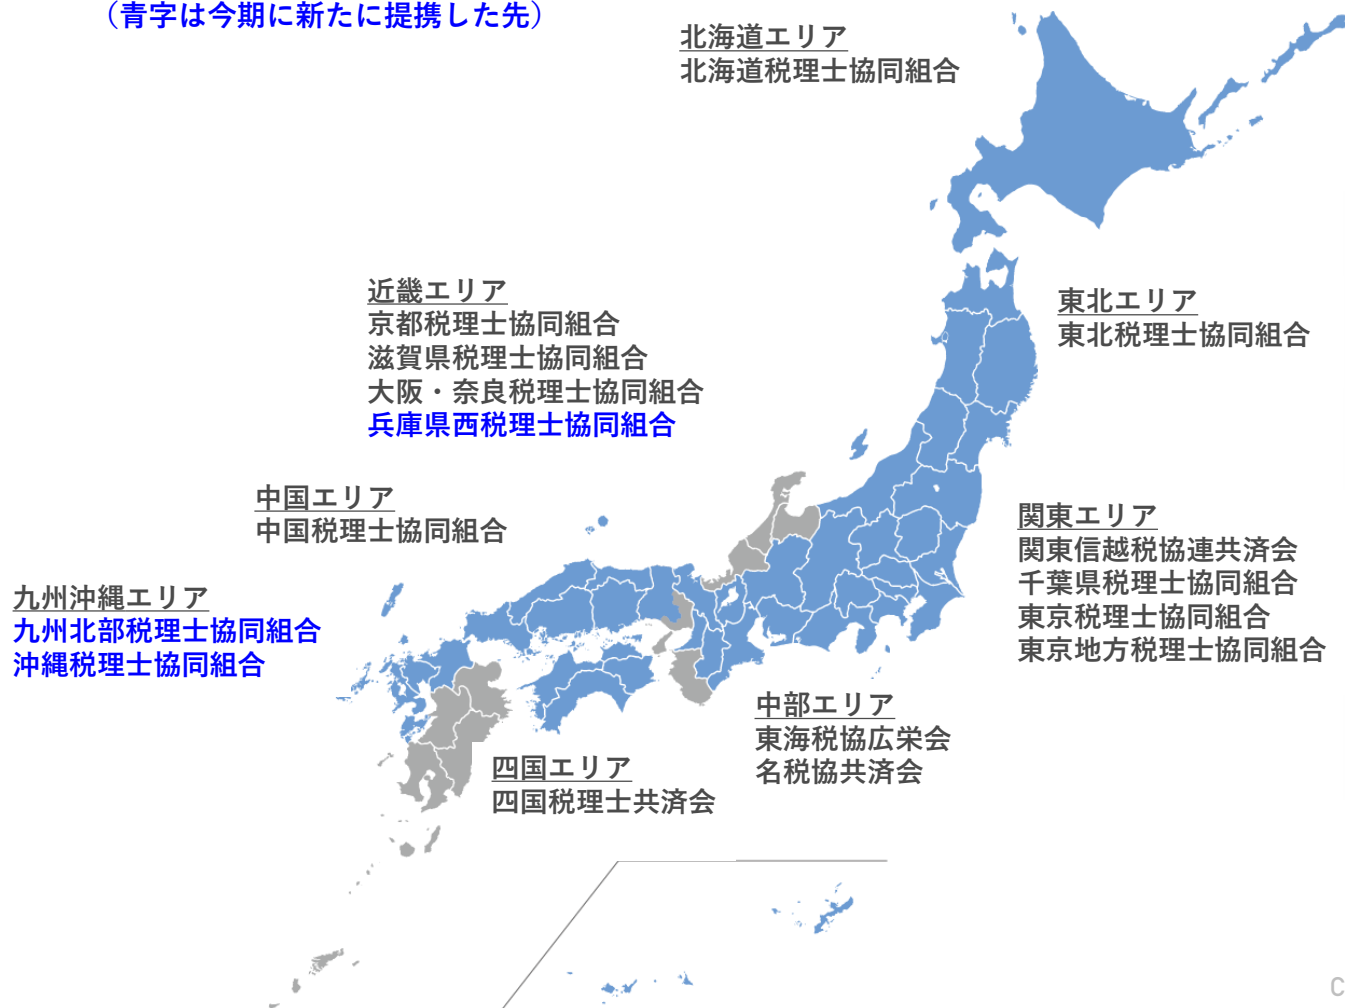 （青字は今期に新たに提携した先）
北海道エリア
北海道税理士協同組合
近畿エリア
京都税理士協同組合
滋賀県税理士協同組合
大阪・奈良税理士協同組合
兵庫県西税理士協同組合
東北エリア
東北税理士協同組合
中国エリア
中国税理士協同組合
関東エリア
関東信越税協連共済会
千葉県税理士協同組合
東京税理士協同組合
東京地方税理士協同組合
九州沖縄エリア
九州北部税理士協同組合
沖縄税理士協同組合
中部エリア
東海税協広栄会
名税協共済会
四国エリア
四国税理士共済会
C